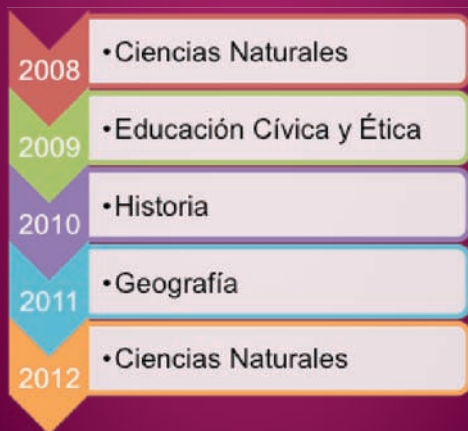 2008
•Ciencias Naturales
2009
•Educación Cívica y Ética
2010
•Historia
2011
•Geografía
2012
•Ciencias Naturales